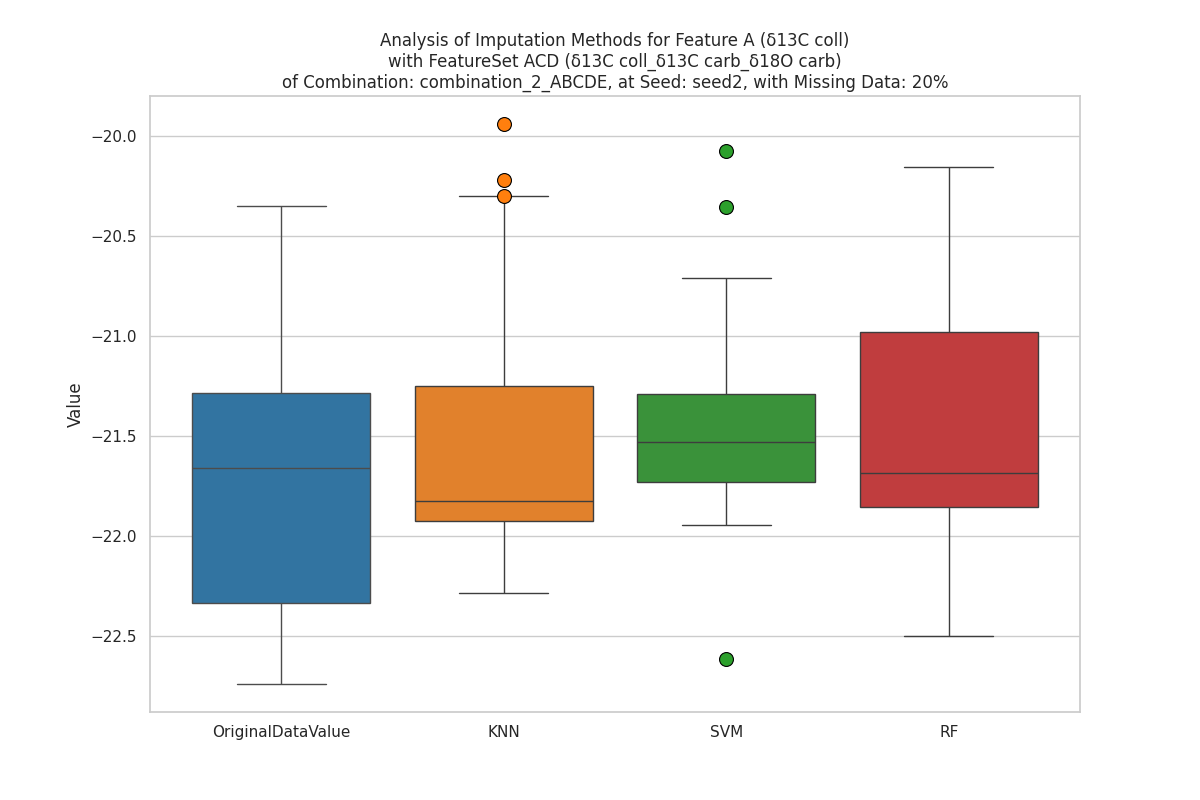 Analysis of Imputation Methods for Feature A (δ13C coll)
with FeatureSet ACD (δ13C coll_δ13C carb_δ18O carb)
of Combination: combination_2_ABCDE, at Seed: seed2, with Missing Data: 20%
Value
−20.0
−20.5
−21.0
−21.5
−22.0
−22.5
OriginalDataValue
KNN
SVM
RF